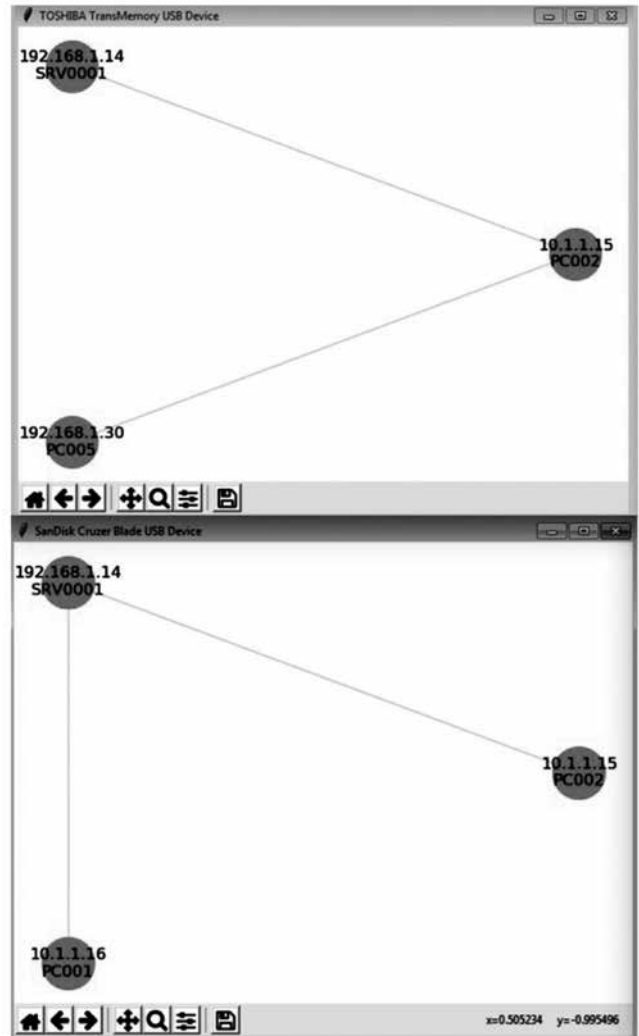 TOSHIBA TransMemory USB Device
192.168.1.14
SRV0001
10.1.1.15
PC002
192.168.1.30
PC005
SanDisk Cruzer Blade USB Device
192.168.1.14
SRV0001
10.1.1.15
PC002
10.1.1.16
PC001
x=0.505234 y=-0.995496